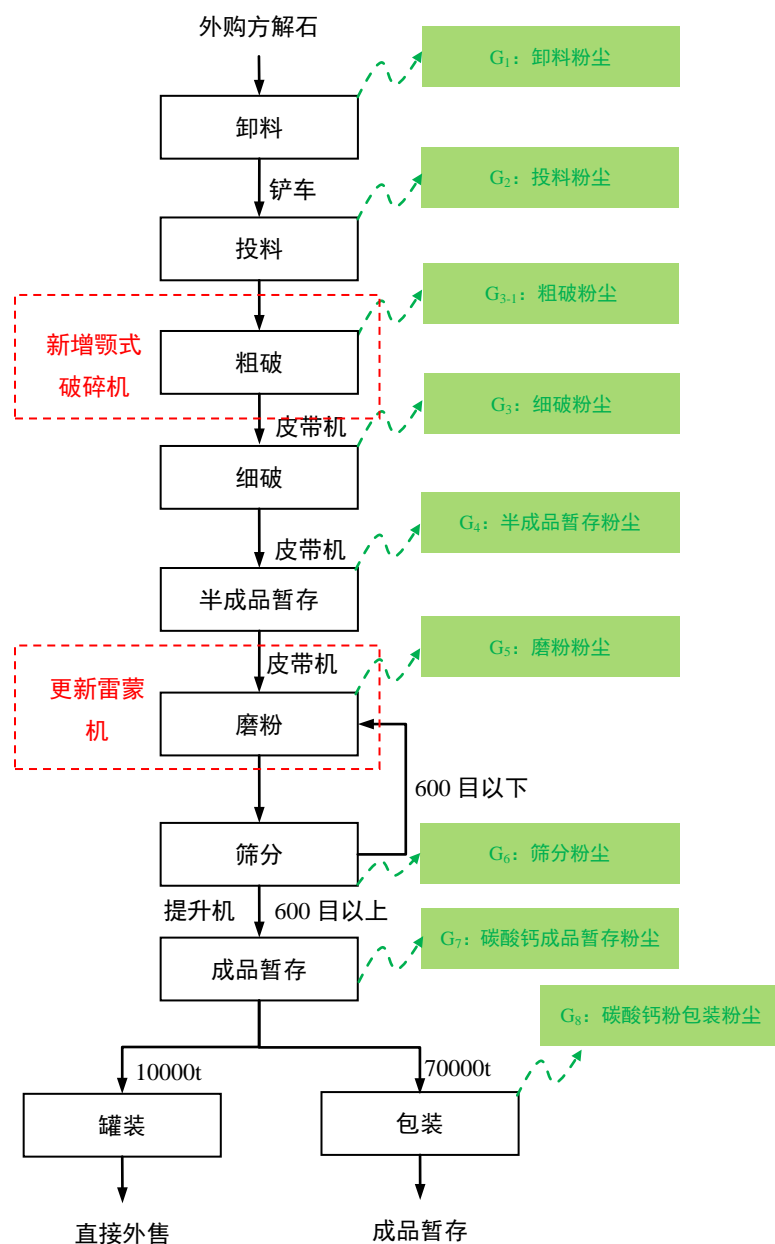 外购方解石
G₁：卸料粉尘
卸料
铲车
G₂：投料粉尘
投料
G₃₋₁：粗破粉尘
新增颚式
破碎机
粗破
皮带机
G₃：细破粉尘
细破
皮带机
G₄：半成品暂存粉尘
半成品暂存
皮带机
G₅：磨粉粉尘
更新雷蒙
机
磨粉
600 目以下
筛分
G₆：筛分粉尘
提升机
600 目以上
G₇：碳酸钙成品暂存粉尘
成品暂存
G₈：碳酸钙粉包装粉尘
10000t
70000t
罐装
包装
直接外售
成品暂存